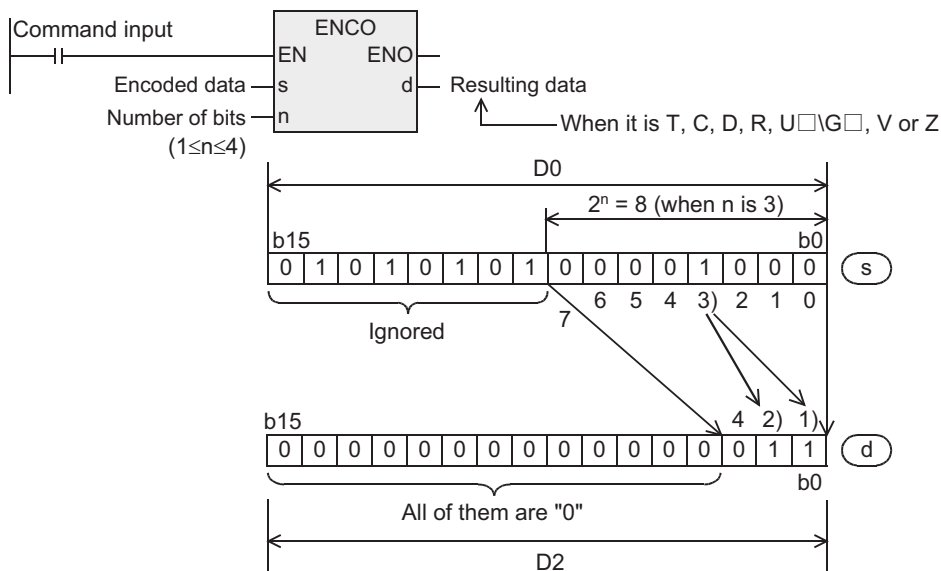 Command input
ENCO
EN ENO
Encoded data s d Resulting data
Number of bits n
(1≤n≤4)
When it is T, C, D, R, U□\G□, V or Z
D0
2ⁿ = 8 (when n is 3)
b15 b0
0 1 0 1 0 1 0 1 0 0 0 0 1 0 0 0 s
7 6 5 4 3) 2 1 0
Ignored
4 2) 1)
b15
0 0 0 0 0 0 0 0 0 0 0 0 0 0 1 1 d
b0
All of them are "0"
D2